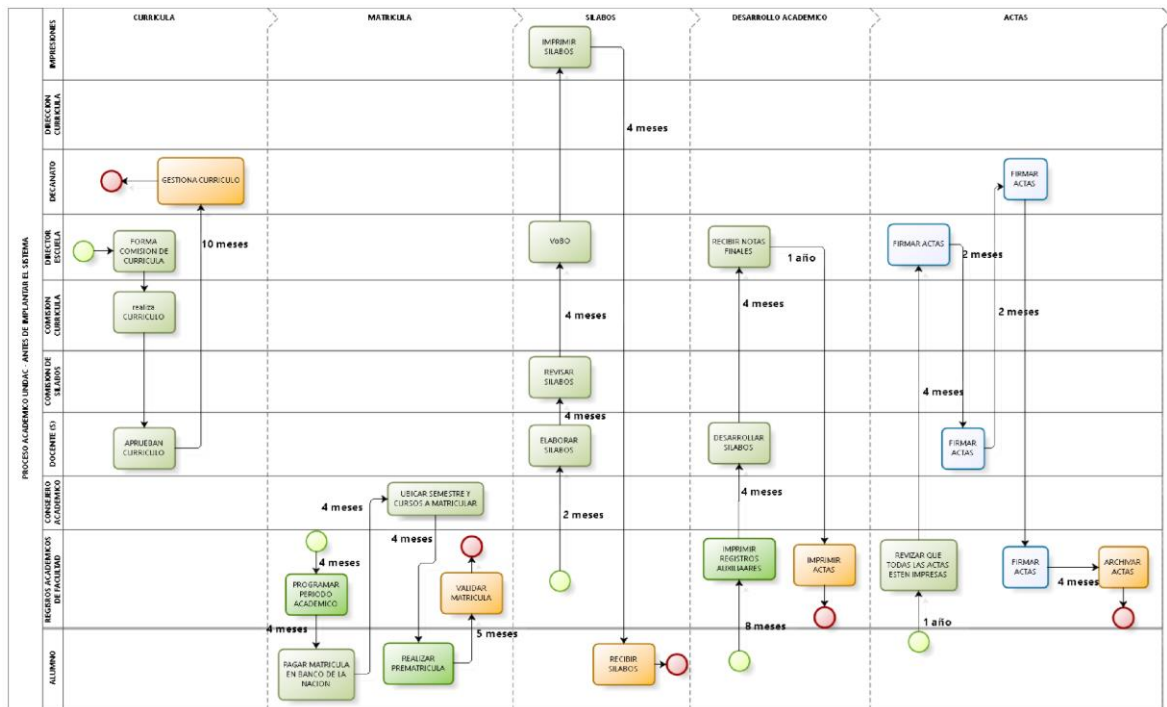 PROCESO ACADEMICO UNDAC - ANTES DE IMPLANTAR EL SISTEMA
CURRICULA
MATRICULA
SILABOS
DESARROLLO ACADEMICO
ACTAS
IMPRESIONES
IMPRIMIR
SILABOS
DIRECCION
CURRICULA
4 meses
DECANATO
GESTIONA CURRICULO
FIRMAR
ACTAS
DIRECTOR
ESCUELA
FORMA
COMISION DE
CURRICULA
10 meses
VoBO
RECIBIR NOTAS
FINALES
1 año
FIRMAR ACTAS
2 meses
COMISION
CURRICULA
realiza
CURRICULO
4 meses
4 meses
2 meses
COMISION DE
SILABOS
REVISAR
SILABOS
4 meses
4 meses
DOCENTE (S)
APRUEBAN
CURRICULO
ELABORAR
SILABOS
DESARROLLAR
SILABOS
FIRMAR
ACTAS
CONSEJERO
ACADEMICO
4 meses
UBICAR SEMESTRE Y
CURSOS A MATRICULAR
2 meses
4 meses
REGISTROS ACADEMICOS
DE FACULTAD
4 meses
4 meses
PROGRAMAR
PERIODO
ACADEMICO
4 meses
VALIDAR
MATRICULA
5 meses
IMPRIMIR
REGISTROS
AUXILIAARES
IMPRIMIR
ACTAS
8 meses
REVIZAR QUE
TODAS LAS ACTAS
ESTEN IMPRESAS
1 año
FIRMAR
ACTAS
4 meses
ARCHIVAR
ACTAS
ALUMNO
PAGAR MATRICULA
EN BANCO DE LA
NACION
REALIZAR
PREMATRICULA
RECIBIR
SILABOS